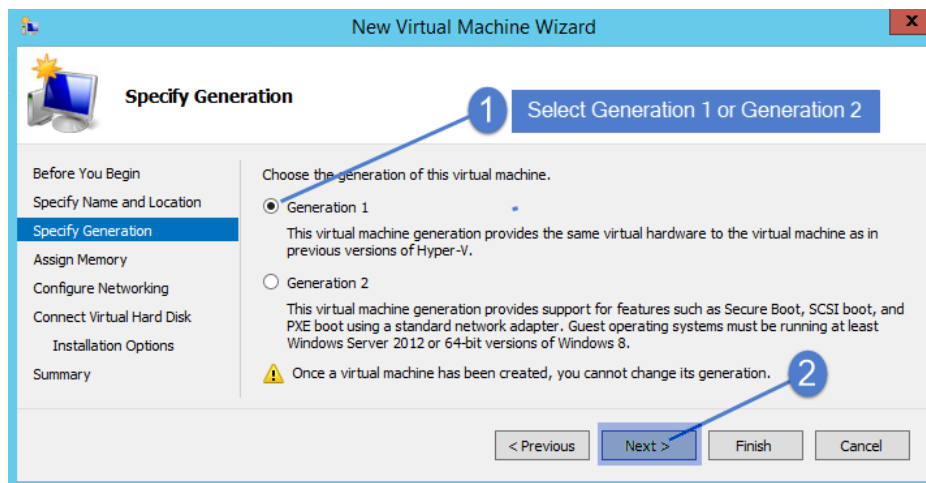 New Virtual Machine Wizard
x
Specify Generation
1
Select Generation 1 or Generation 2
Before You Begin
Specify Name and Location
Specify Generation
Assign Memory
Configure Networking
Connect Virtual Hard Disk
Installation Options
Summary
Choose the generation of this virtual machine.
Generation 1
This virtual machine generation provides the same virtual hardware to the virtual machine as in
previous versions of Hyper-V.
Generation 2
This virtual machine generation provides support for features such as Secure Boot, SCSI boot, and
PXE boot using a standard network adapter. Guest operating systems must be running at least
Windows Server 2012 or 64-bit versions of Windows 8.
Once a virtual machine has been created, you cannot change its generation.
2
< Previous
Next >
Finish
Cancel